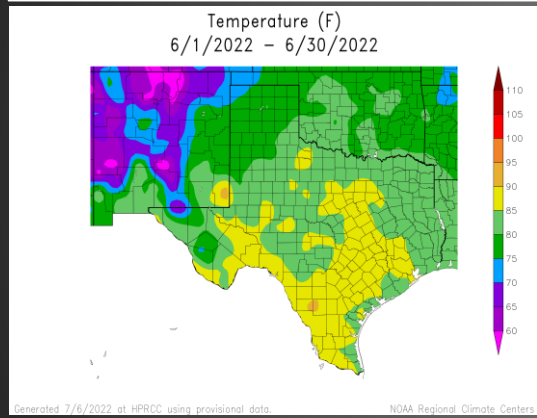 Temperature (F)
6/1/2022 – 6/30/2022
110
105
100
95
90
85
80
75
70
65
60
Generated 7/6/2022 at HPRCC using provisional data.
NOAA Regional Climate Centers